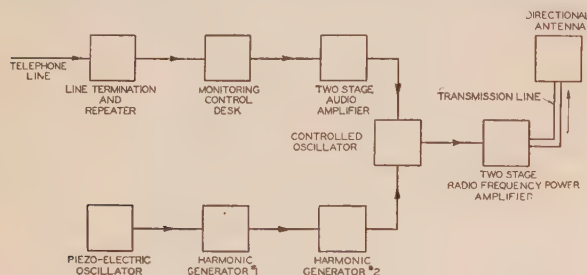 DIRECTIONAL
ANTENNA
TELEPHONE
LINE
LINE TERMINATION
AND
REPEATER
MONITORING
CONTROL
DESK
TWO STAGE
AUDIO
AMPLIFIER
TRANSMISSION LINE
CONTROLLED
OSCILLATOR
TWO STAGE
RADIO FREQUENCY POWER
AMPLIFIER
PIEZO-ELECTRIC
OSCILLATOR
HARMONIC
GENERATOR #1
HARMONIC
GENERATOR #2